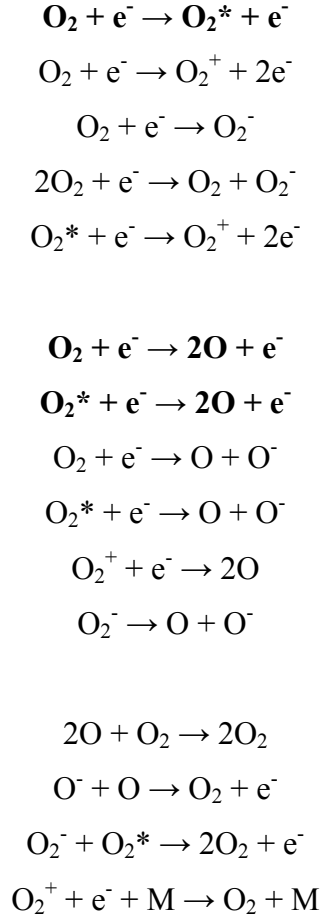 O₂ + e⁻ → O₂* + e⁻
O₂ + e⁻ → O₂⁺ + 2e⁻
O₂ + e⁻ → O₂⁻
2O₂ + e⁻ → O₂ + O₂⁻
O₂* + e⁻ → O₂⁺ + 2e⁻
O₂ + e⁻ → 2O + e⁻
O₂* + e⁻ → 2O + e⁻
O₂ + e⁻ → O + O⁻
O₂* + e⁻ → O + O⁻
O₂⁺ + e⁻ → 2O
O₂⁻ → O + O⁻
2O + O₂ → 2O₂
O⁻ + O → O₂ + e⁻
O₂⁻ + O₂* → 2O₂ + e⁻
O₂⁺ + e⁻ + M → O₂ + M